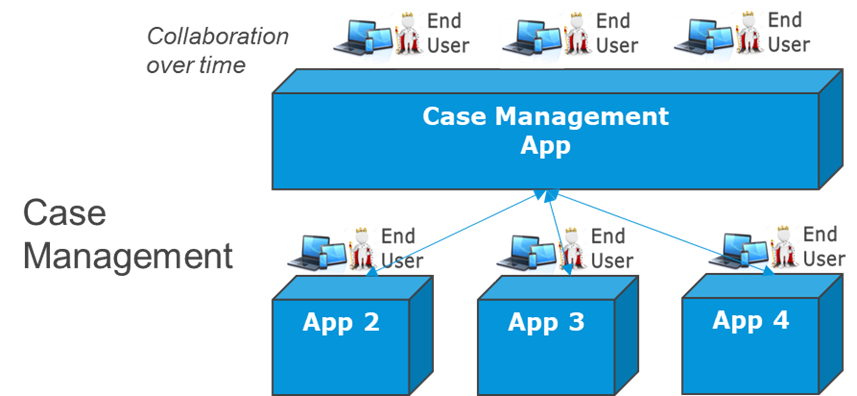 Collaboration
over time
End
User
End
User
End
User
Case Management
App
Case
Management
End
User
End
User
End
User
App 2
App 3
App 4